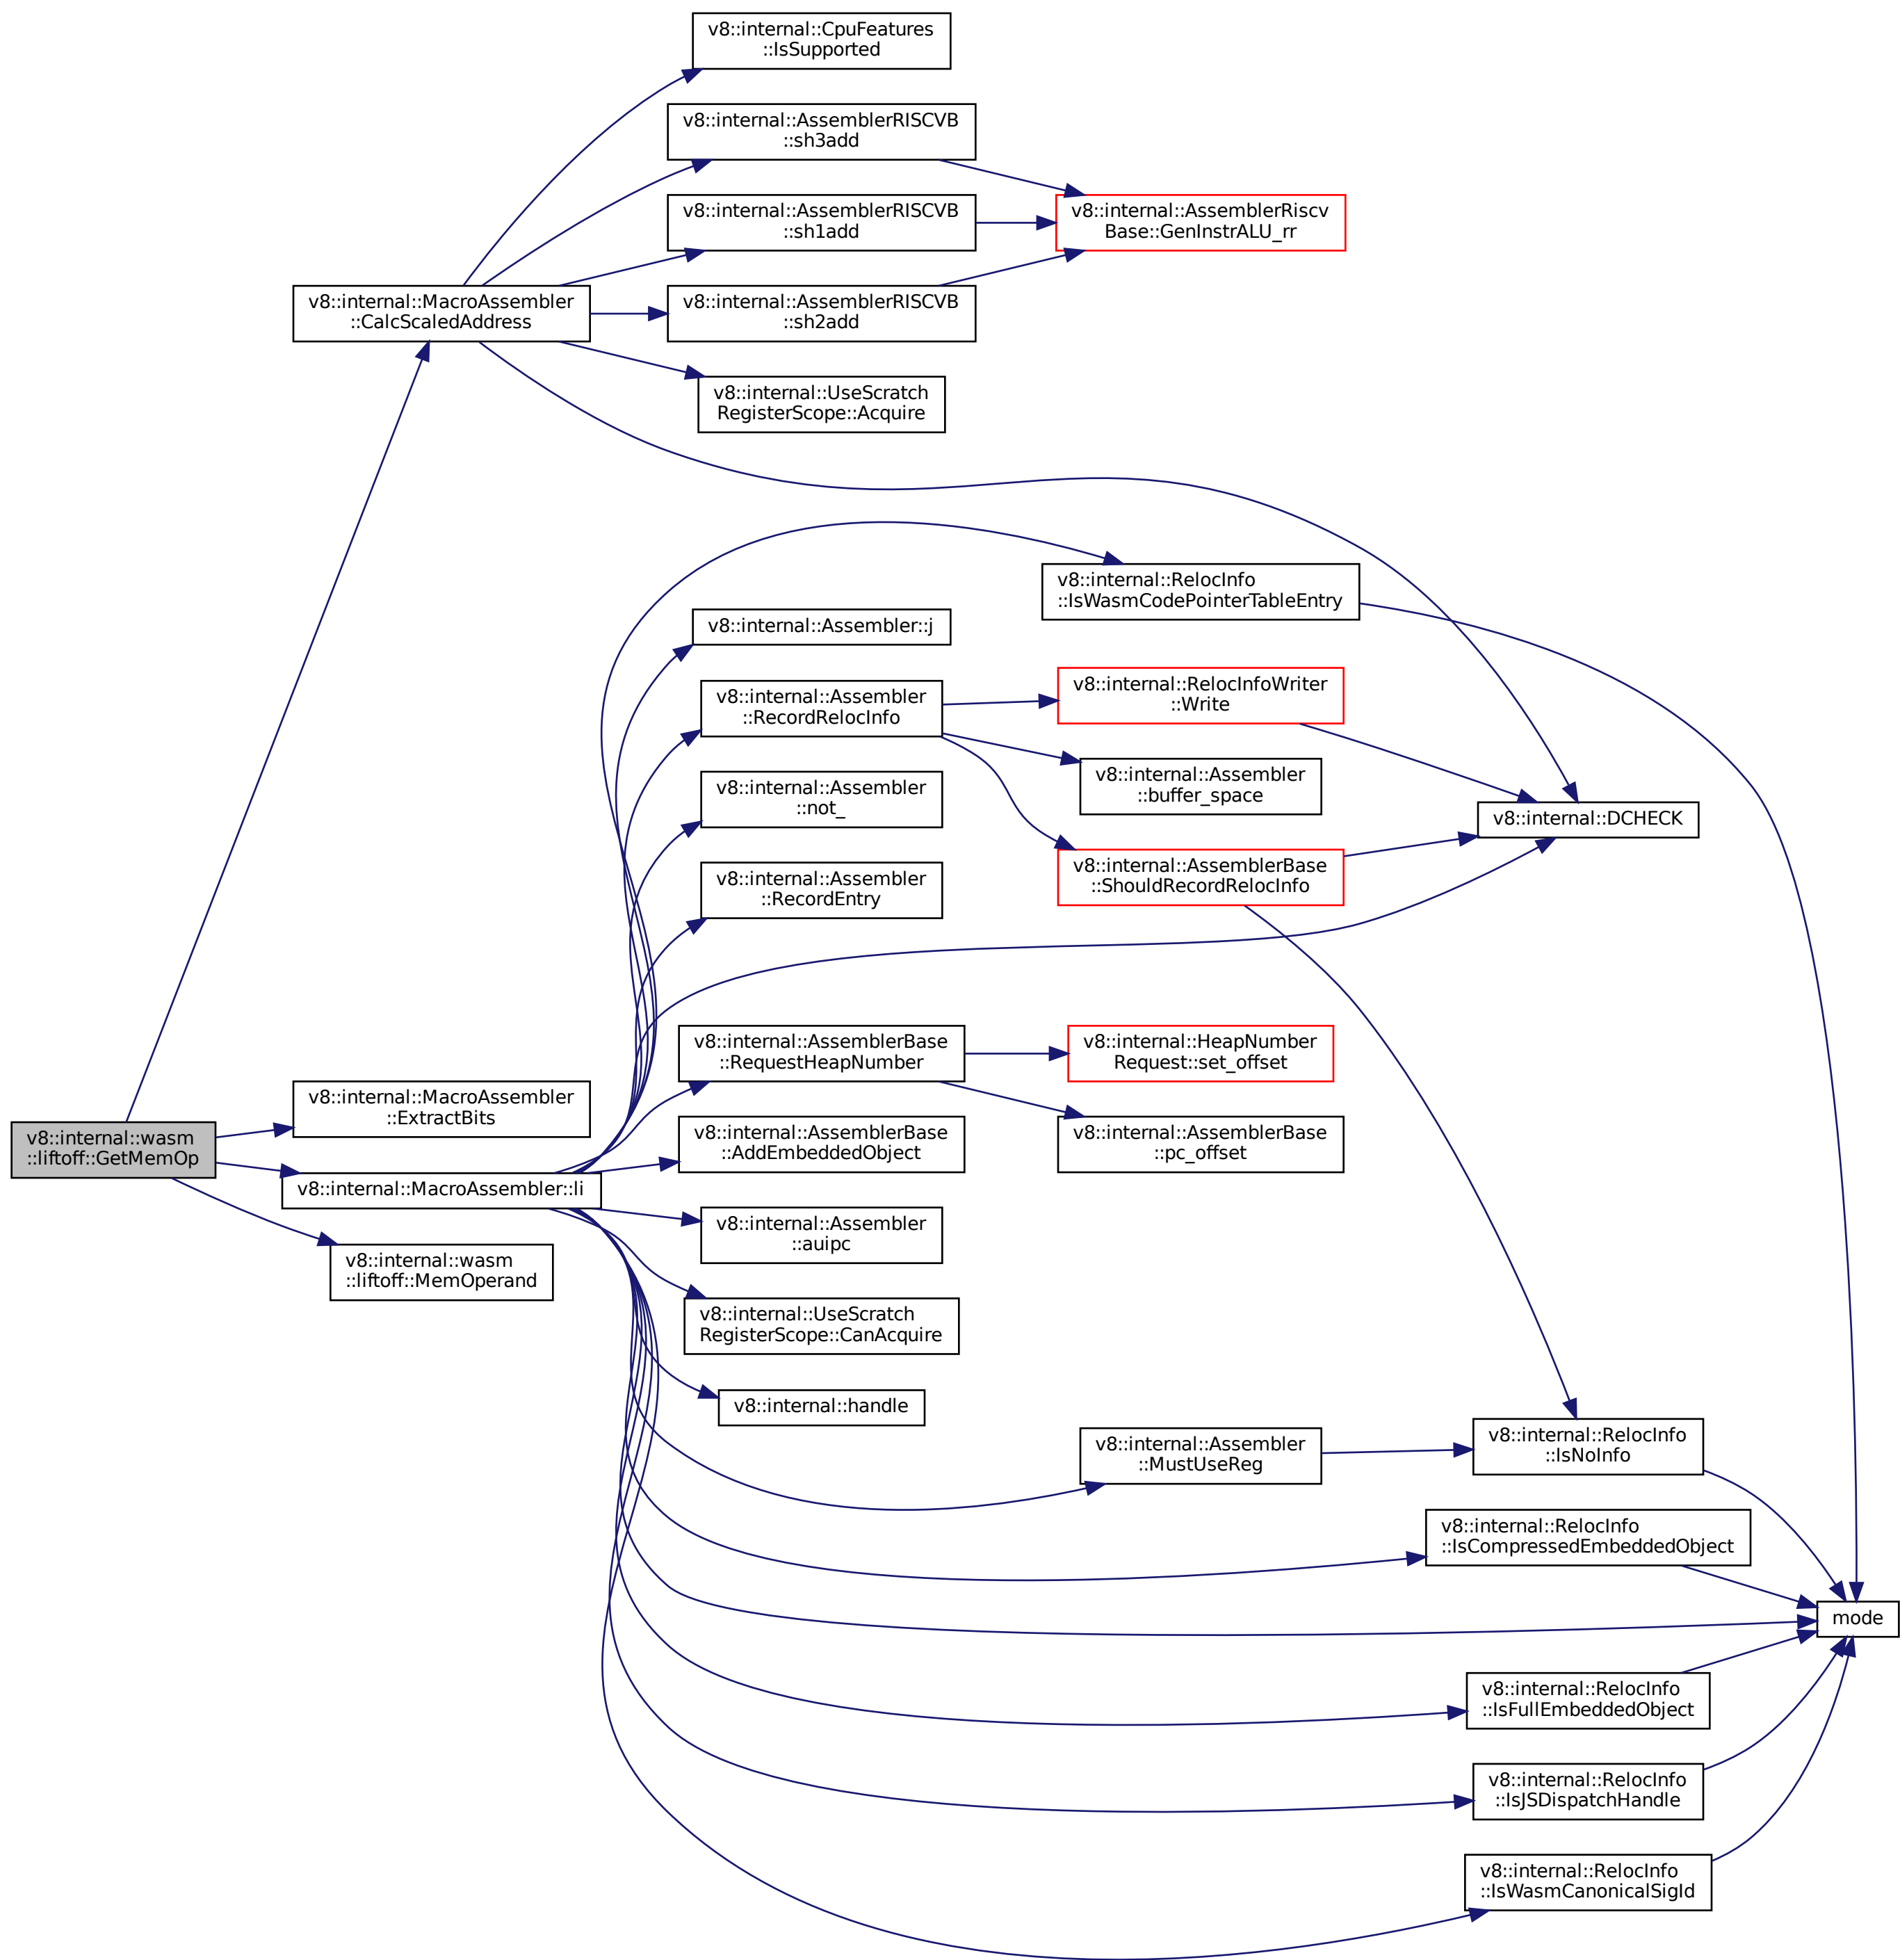 v8::internal::CpuFeatures
::IsSupported
v8::internal::AssemblerRISCVB
::sh3add
v8::internal::AssemblerRISCVB
::sh1add
v8::internal::AssemblerRiscv
Base::GenInstrALU_rr
v8::internal::MacroAssembler
::CalcScaledAddress
v8::internal::AssemblerRISCVB
::sh2add
v8::internal::UseScratch
RegisterScope::Acquire
v8::internal::RelocInfo
::IsWasmCodePointerTableEntry
v8::internal::Assembler::j
v8::internal::Assembler
::RecordRelocInfo
v8::internal::RelocInfoWriter
::Write
v8::internal::Assembler
::buffer_space
v8::internal::Assembler
::not_
v8::internal::DCHECK
v8::internal::Assembler
::RecordEntry
v8::internal::AssemblerBase
::ShouldRecordRelocInfo
v8::internal::AssemblerBase
::RequestHeapNumber
v8::internal::HeapNumber
Request::set_offset
v8::internal::MacroAssembler
::ExtractBits
v8::internal::wasm
::liftoff::GetMemOp
v8::internal::AssemblerBase
::AddEmbeddedObject
v8::internal::AssemblerBase
::pc_offset
v8::internal::MacroAssembler::li
v8::internal::Assembler
::auipc
v8::internal::wasm
::liftoff::MemOperand
v8::internal::UseScratch
RegisterScope::CanAcquire
v8::internal::handle
v8::internal::Assembler
::MustUseReg
v8::internal::RelocInfo
::IsNoInfo
v8::internal::RelocInfo
::IsCompressedEmbeddedObject
mode
v8::internal::RelocInfo
::IsFullEmbeddedObject
v8::internal::RelocInfo
::IsJSDispatchHandle
v8::internal::RelocInfo
::IsWasmCanonicalSigId